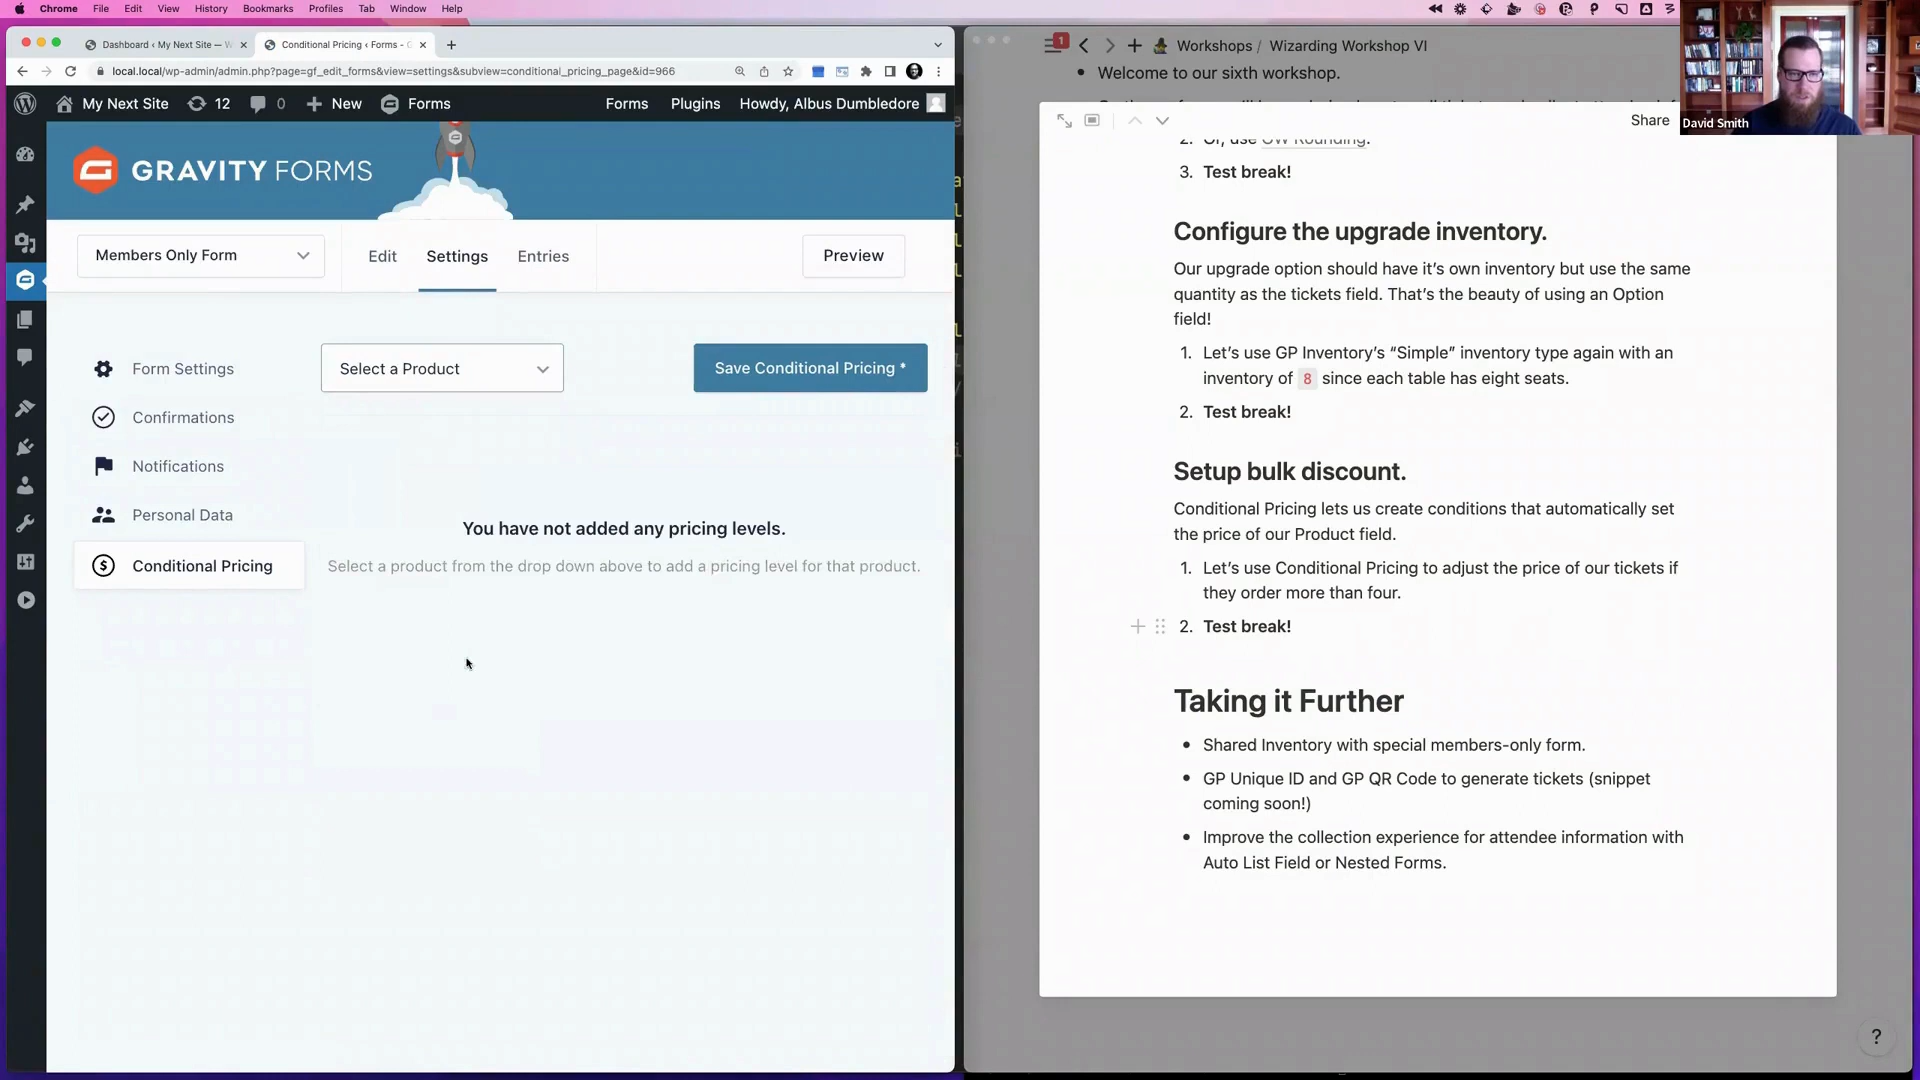 Chrome File Edit View History Bookmarks Profiles Tab Window Help
Dashboard ‹ My Next Site — W
Conditional Pricing ‹ Forms -
local.local/wp-admin/admin.php?page=gf_edit_forms&view=settings&subview=conditional_pricing_page&id=966
My Next Site 12 0 New Forms Forms Plugins Howdy, Albus Dumbledore
GRAVITY FORMS
Members Only Form Edit Settings Entries Preview
Form Settings
Confirmations
Notifications
Personal Data
Conditional Pricing
Select a Product Save Conditional Pricing *
You have not added any pricing levels.
Select a product from the drop down above to add a pricing level for that product.
1 Workshops / Wizarding Workshop VI
Welcome to our sixth workshop.
Share
2. Or, use GW Rounding.
3. Test break!
Configure the upgrade inventory.
Our upgrade option should have it's own inventory but use the same
quantity as the tickets field. That's the beauty of using an Option
field!
1. Let's use GP Inventory's “Simple” inventory type again with an
inventory of 8 since each table has eight seats.
2. Test break!
Setup bulk discount.
Conditional Pricing lets us create conditions that automatically set
the price of our Product field.
1. Let's use Conditional Pricing to adjust the price of our tickets if
they order more than four.
2. Test break!
Taking it Further
Shared Inventory with special members-only form.
GP Unique ID and GP QR Code to generate tickets (snippet
coming soon!)
Improve the collection experience for attendee information with
Auto List Field or Nested Forms.
?
David Smith